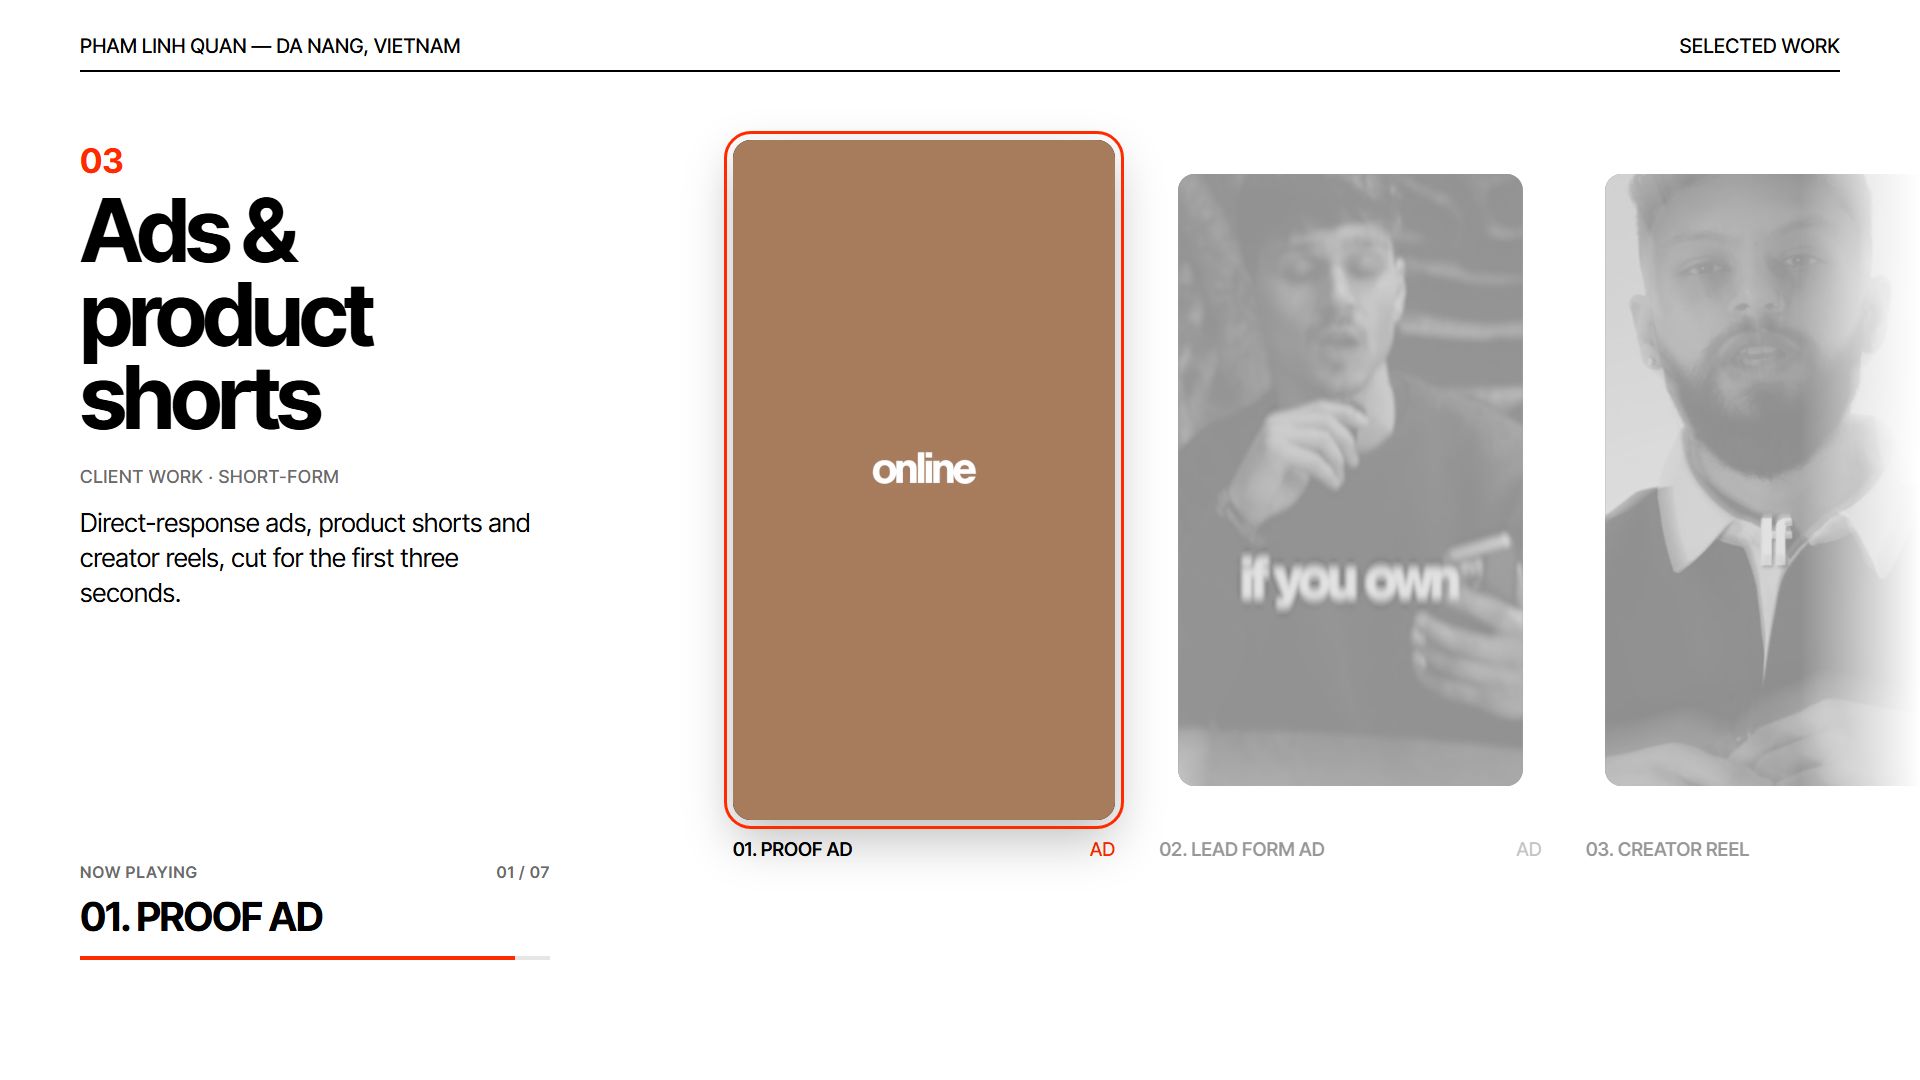 PHAM LINH QUAN — DA NANG, VIETNAM
SELECTED WORK
03
Ads &
product
shorts
CLIENT WORK · SHORT-FORM
Direct-response ads, product shorts and
creator reels, cut for the first three
seconds.
NOW PLAYING
01 / 07
01. PROOF AD
online
01. PROOF AD
AD
if you own
02. LEAD FORM AD
AD
If
03. CREATOR REEL